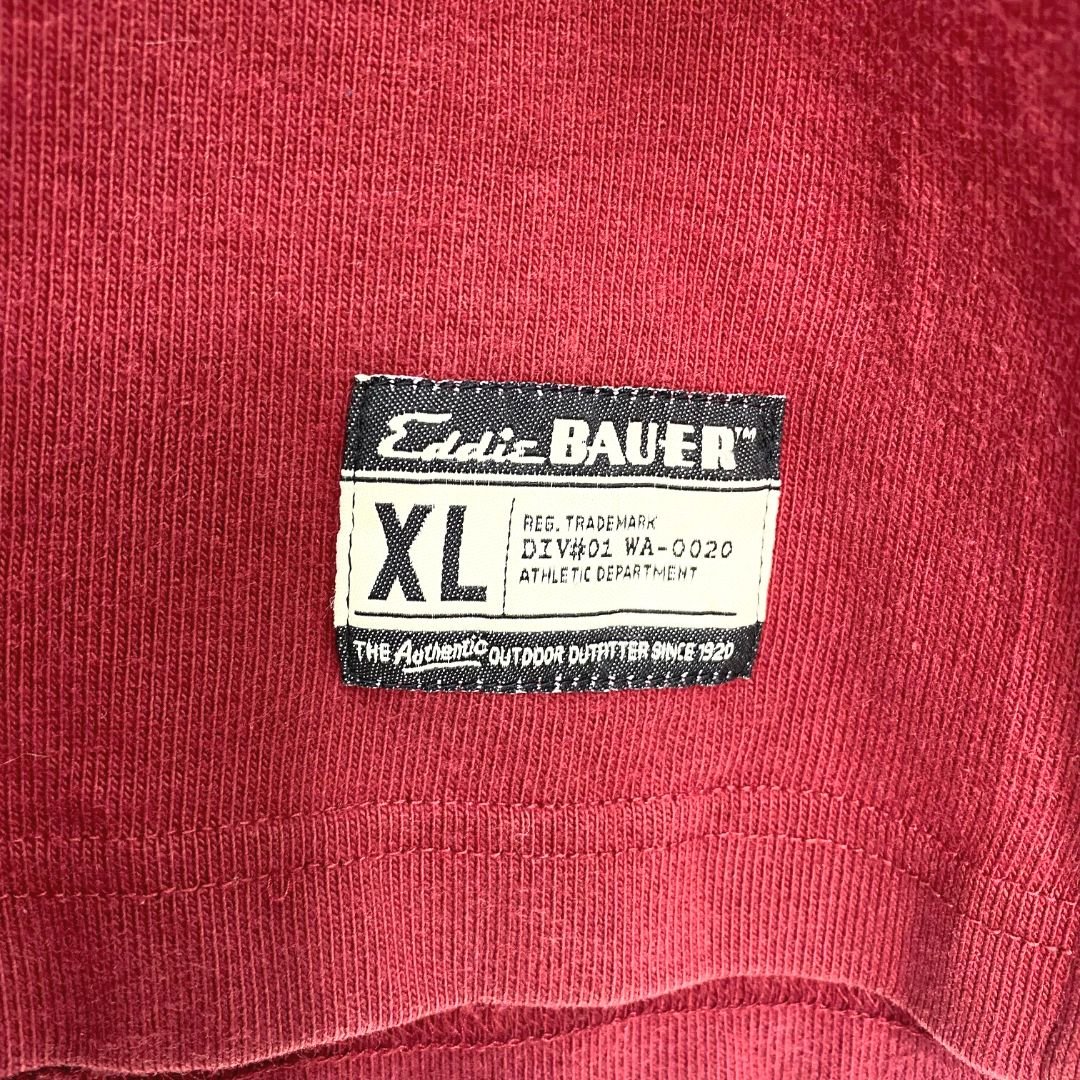 Eddie BAUER™
XL
REG. TRADEMARK
DIV#01 WA-0020
ATHLETIC DEPARTMENT
THE Authentic OUTDOOR OUTFITTER SINCE 1920